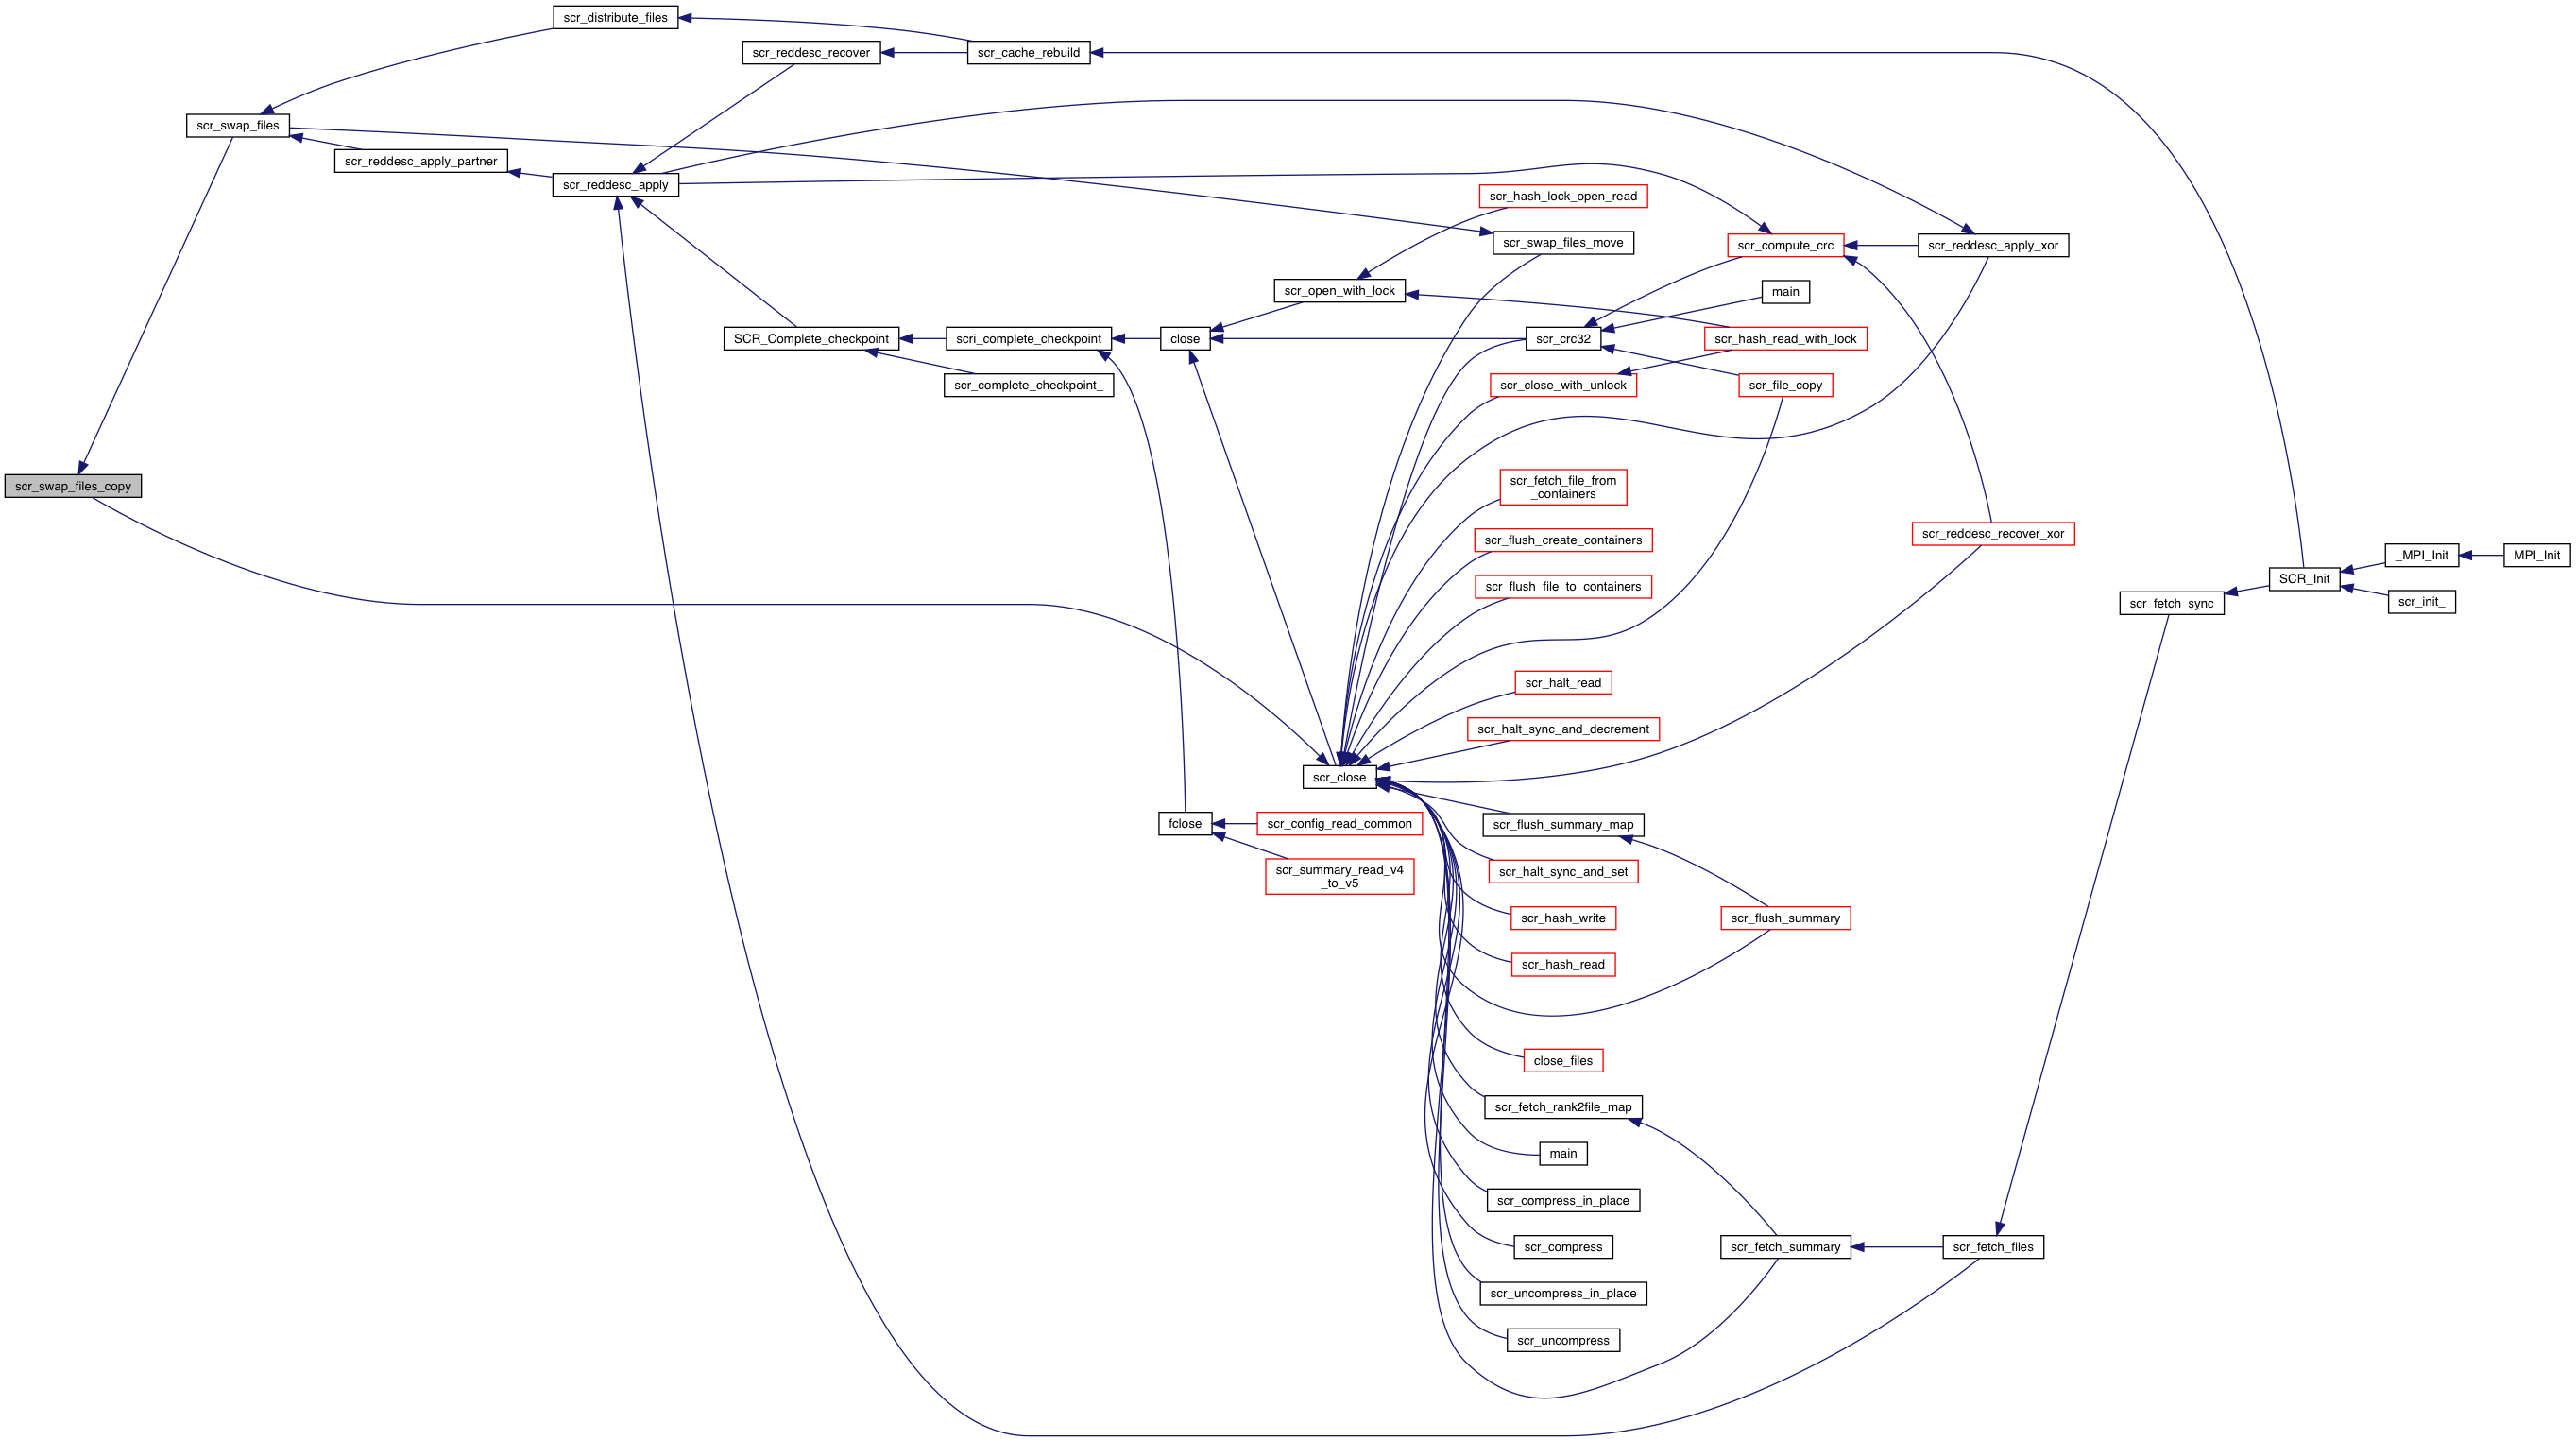 scr_distribute_files
scr_reddesc_recover
scr_cache_rebuild
scr_swap_files
scr_reddesc_apply_partner
scr_reddesc_apply
scr_hash_lock_open_read
scr_swap_files_move
scr_compute_crc
scr_reddesc_apply_xor
scr_open_with_lock
main
SCR_Complete_checkpoint
scri_complete_checkpoint
close
scr_crc32
scr_hash_read_with_lock
scr_complete_checkpoint_
scr_close_with_unlock
scr_file_copy
scr_swap_files_copy
scr_fetch_file_from
_containers
scr_flush_create_containers
scr_reddesc_recover_xor
_MPI_Init
MPI_Init
SCR_Init
scr_flush_file_to_containers
scr_fetch_sync
scr_init_
scr_halt_read
scr_halt_sync_and_decrement
scr_close
fclose
scr_config_read_common
scr_flush_summary_map
scr_summary_read_v4
_to_v5
scr_halt_sync_and_set
scr_hash_write
scr_flush_summary
scr_hash_read
close_files
scr_fetch_rank2file_map
main
scr_compress_in_place
scr_compress
scr_fetch_summary
scr_fetch_files
scr_uncompress_in_place
scr_uncompress